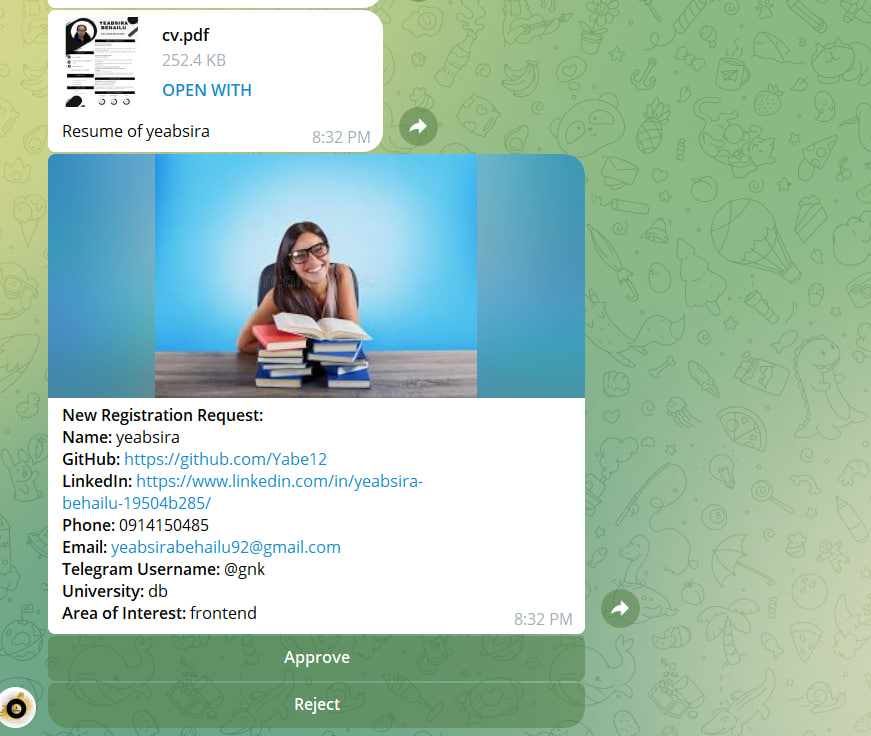 YEABSIRA
BEHAILU
cv.pdf
252.4 KB
OPEN WITH
Resume of yeabsira
8:32 PM
New Registration Request:
Name: yeabsira
GitHub: https://github.com/Yabe12
LinkedIn: https://www.linkedin.com/in/yeabsira-
behailu-19504b285/
Phone: 0914150485
Email: yeabsirabehailu92@gmail.com
Telegram Username: @gnk
University: db
Area of Interest: frontend
8:32 PM
Approve
Reject